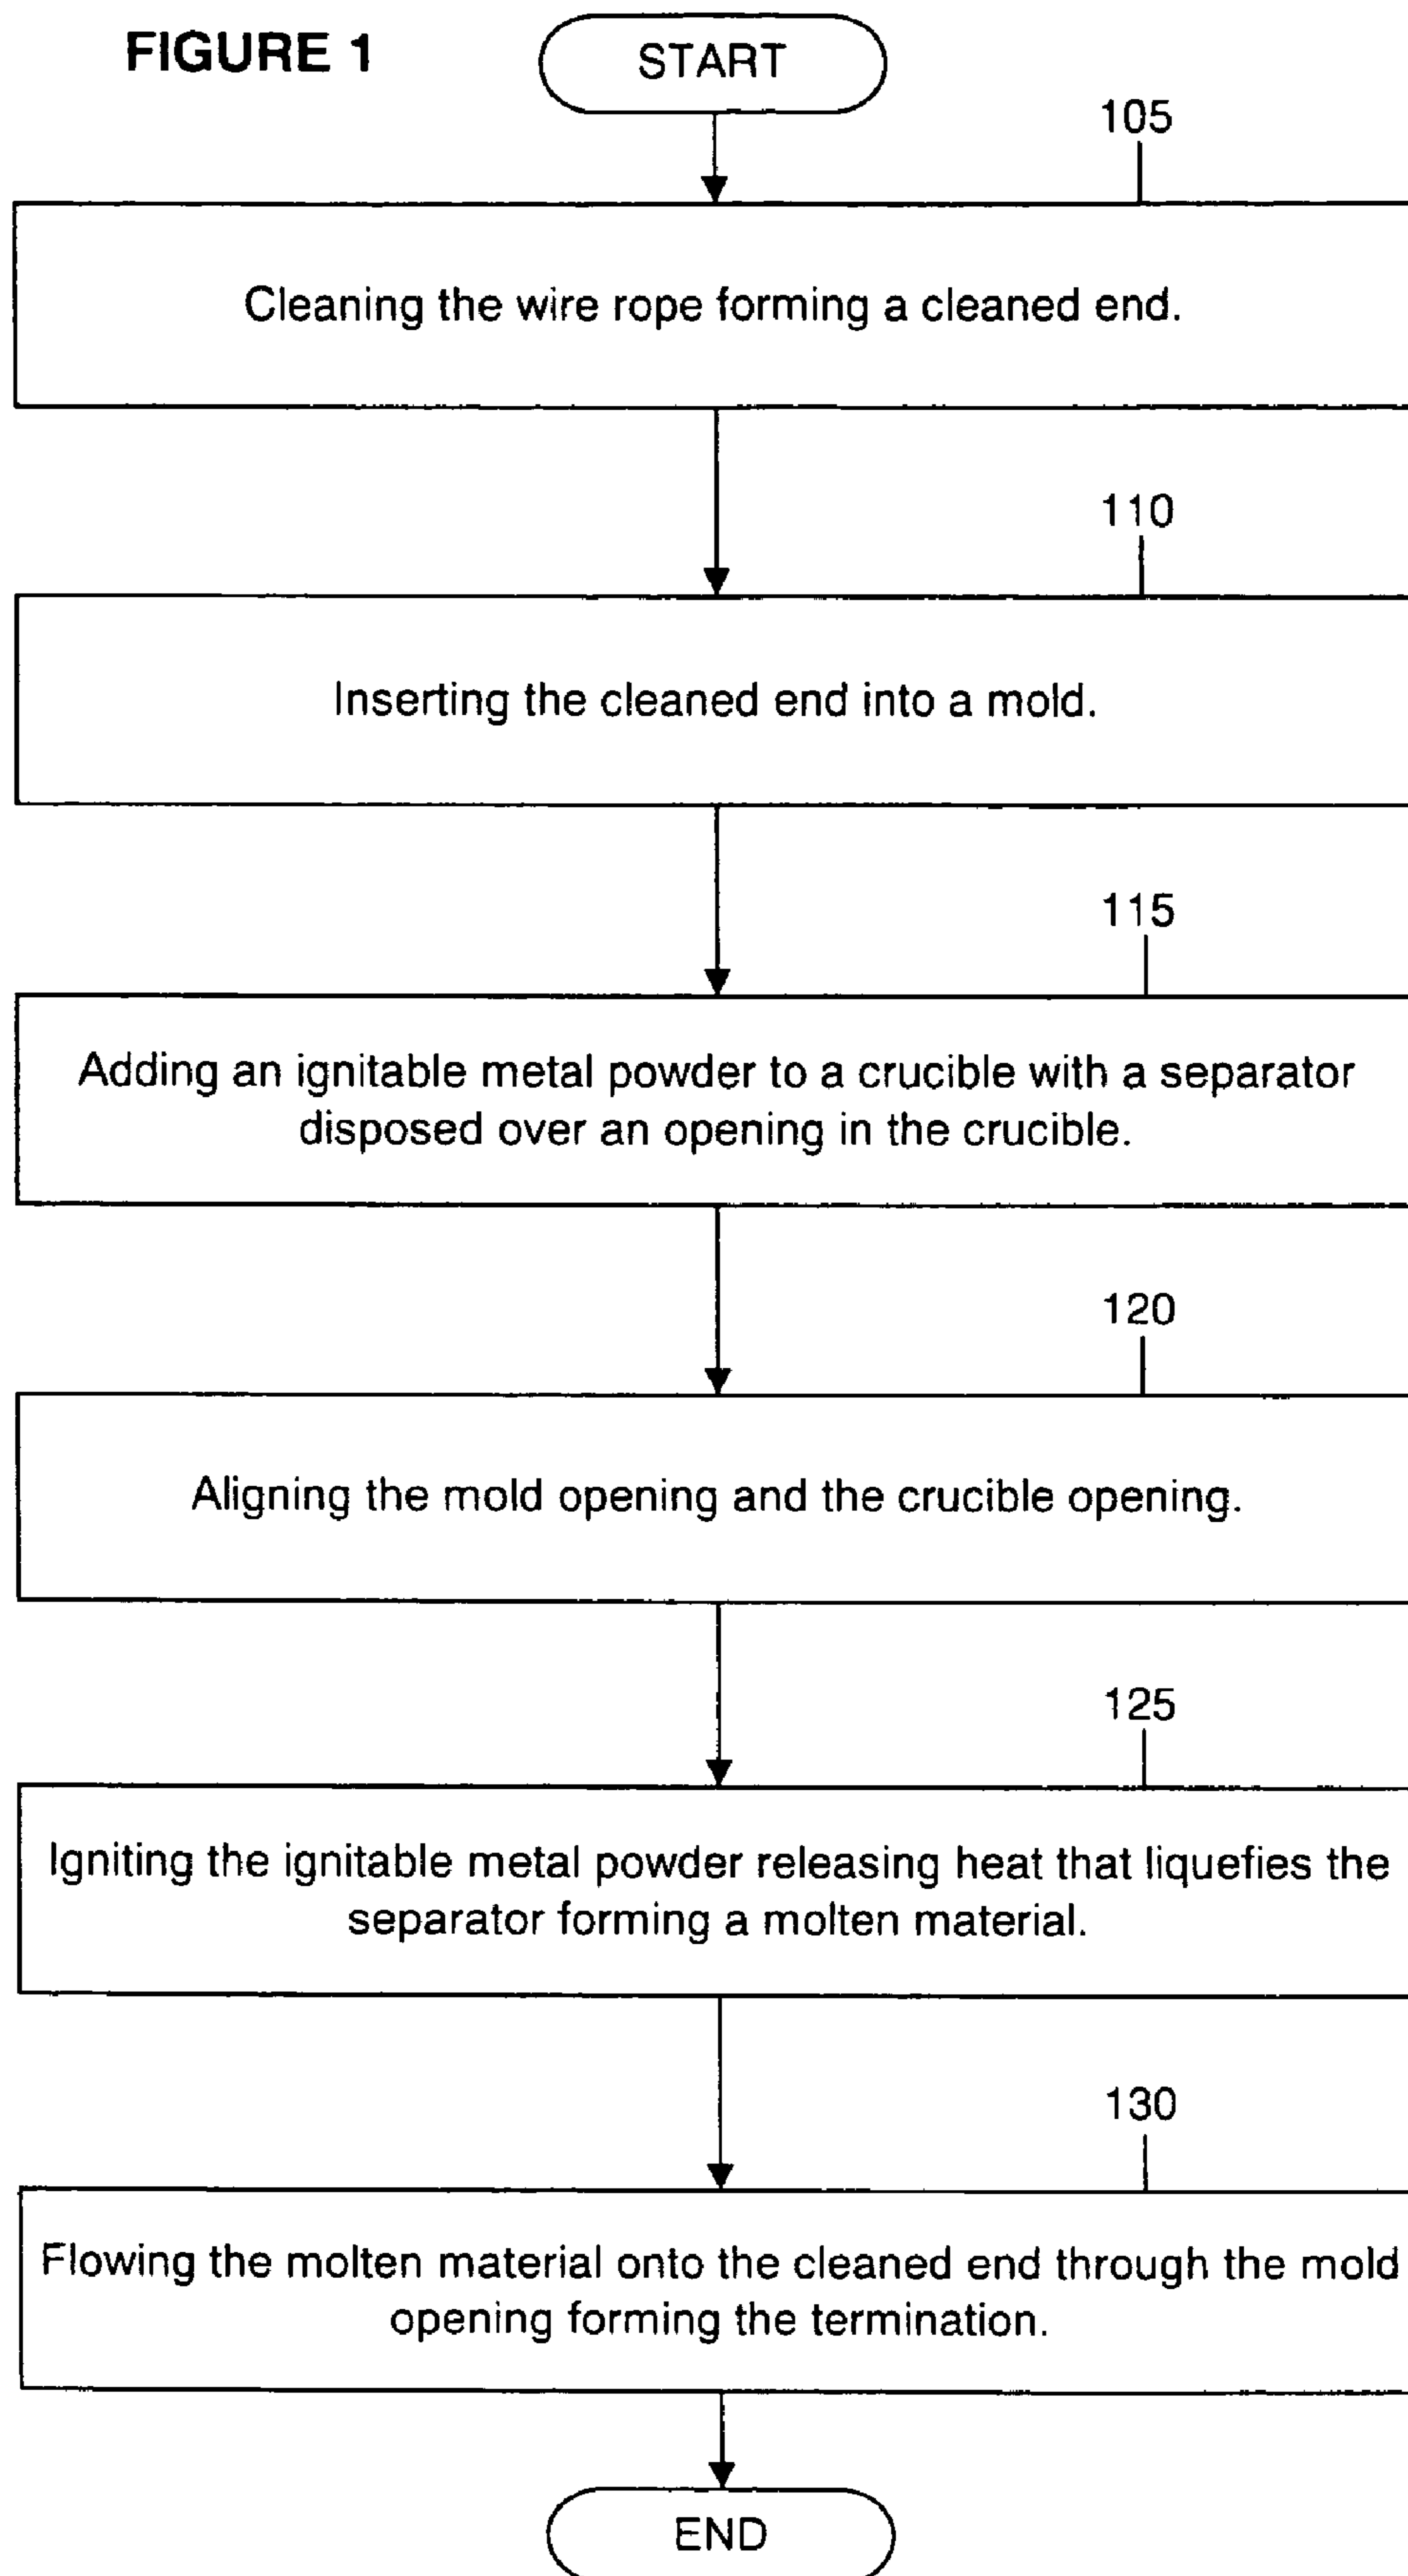 FIGURE 1
START
105
Cleaning the wire rope forming a cleaned end.
110
Inserting the cleaned end into a mold.
115
Adding an ignitable metal powder to a crucible with a separator
disposed over an opening in the crucible.
120
Aligning the mold opening and the crucible opening.
125
Igniting the ignitable metal powder releasing heat that liquefies the
separator forming a molten material.
130
Flowing the molten material onto the cleaned end through the mold
opening forming the termination.
END